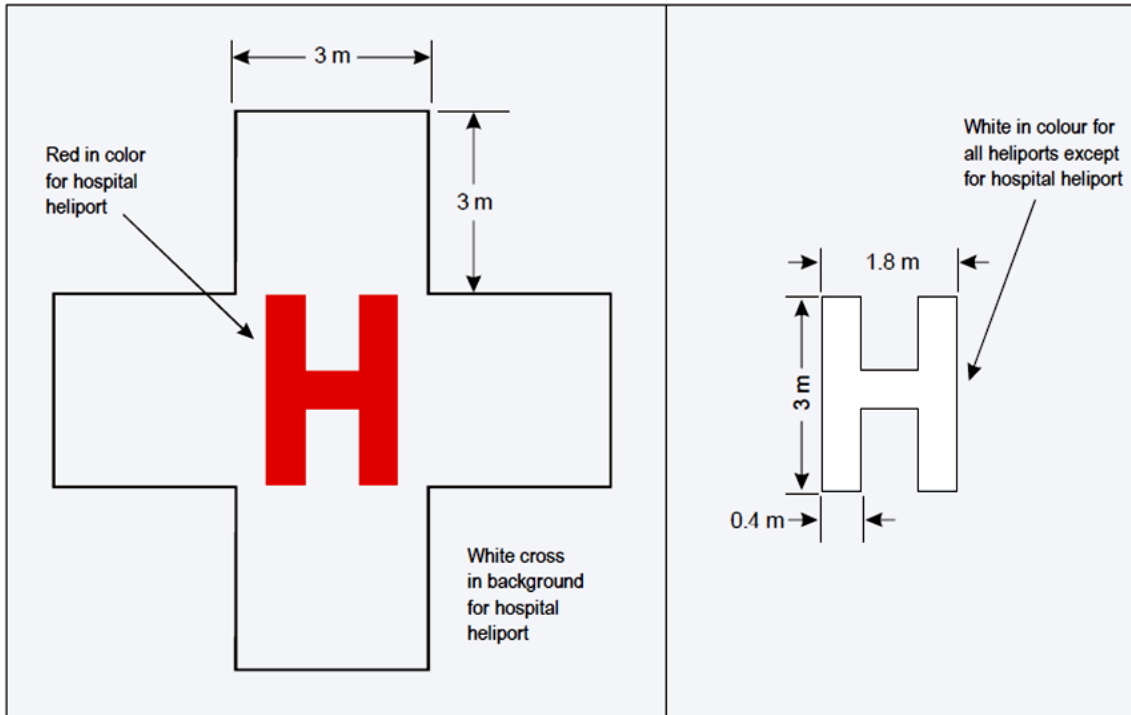 3 m
Red in color
for hospital
heliport
3 m
H
White cross
in background
for hospital
heliport
White in colour for
all heliports except
for hospital heliport
1.8 m
3 m
H
0.4 m